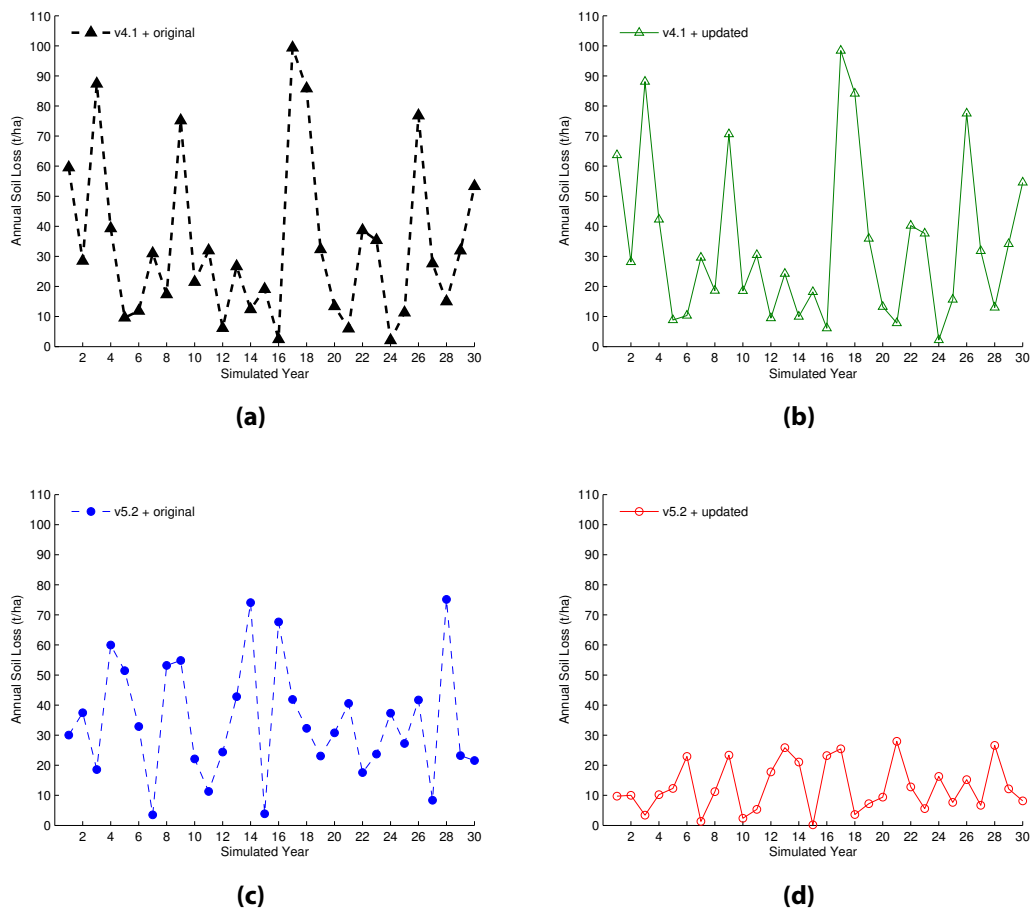 v4.1 + original
110
100
90
80
70
60
50
40
30
20
10
0
Annual Soil Loss (t/ha)
2 4 6 8 10 12 14 16 18 20 22 24 26 28 30
Simulated Year
(a)
v4.1 + updated
110
100
90
80
70
60
50
40
30
20
10
0
Annual Soil Loss (t/ha)
2 4 6 8 10 12 14 16 18 20 22 24 26 28 30
Simulated Year
(b)
v5.2 + original
110
100
90
80
70
60
50
40
30
20
10
0
Annual Soil Loss (t/ha)
2 4 6 8 10 12 14 16 18 20 22 24 26 28 30
Simulated Year
(c)
v5.2 + updated
110
100
90
80
70
60
50
40
30
20
10
0
Annual Soil Loss (t/ha)
2 4 6 8 10 12 14 16 18 20 22 24 26 28 30
Simulated Year
(d)